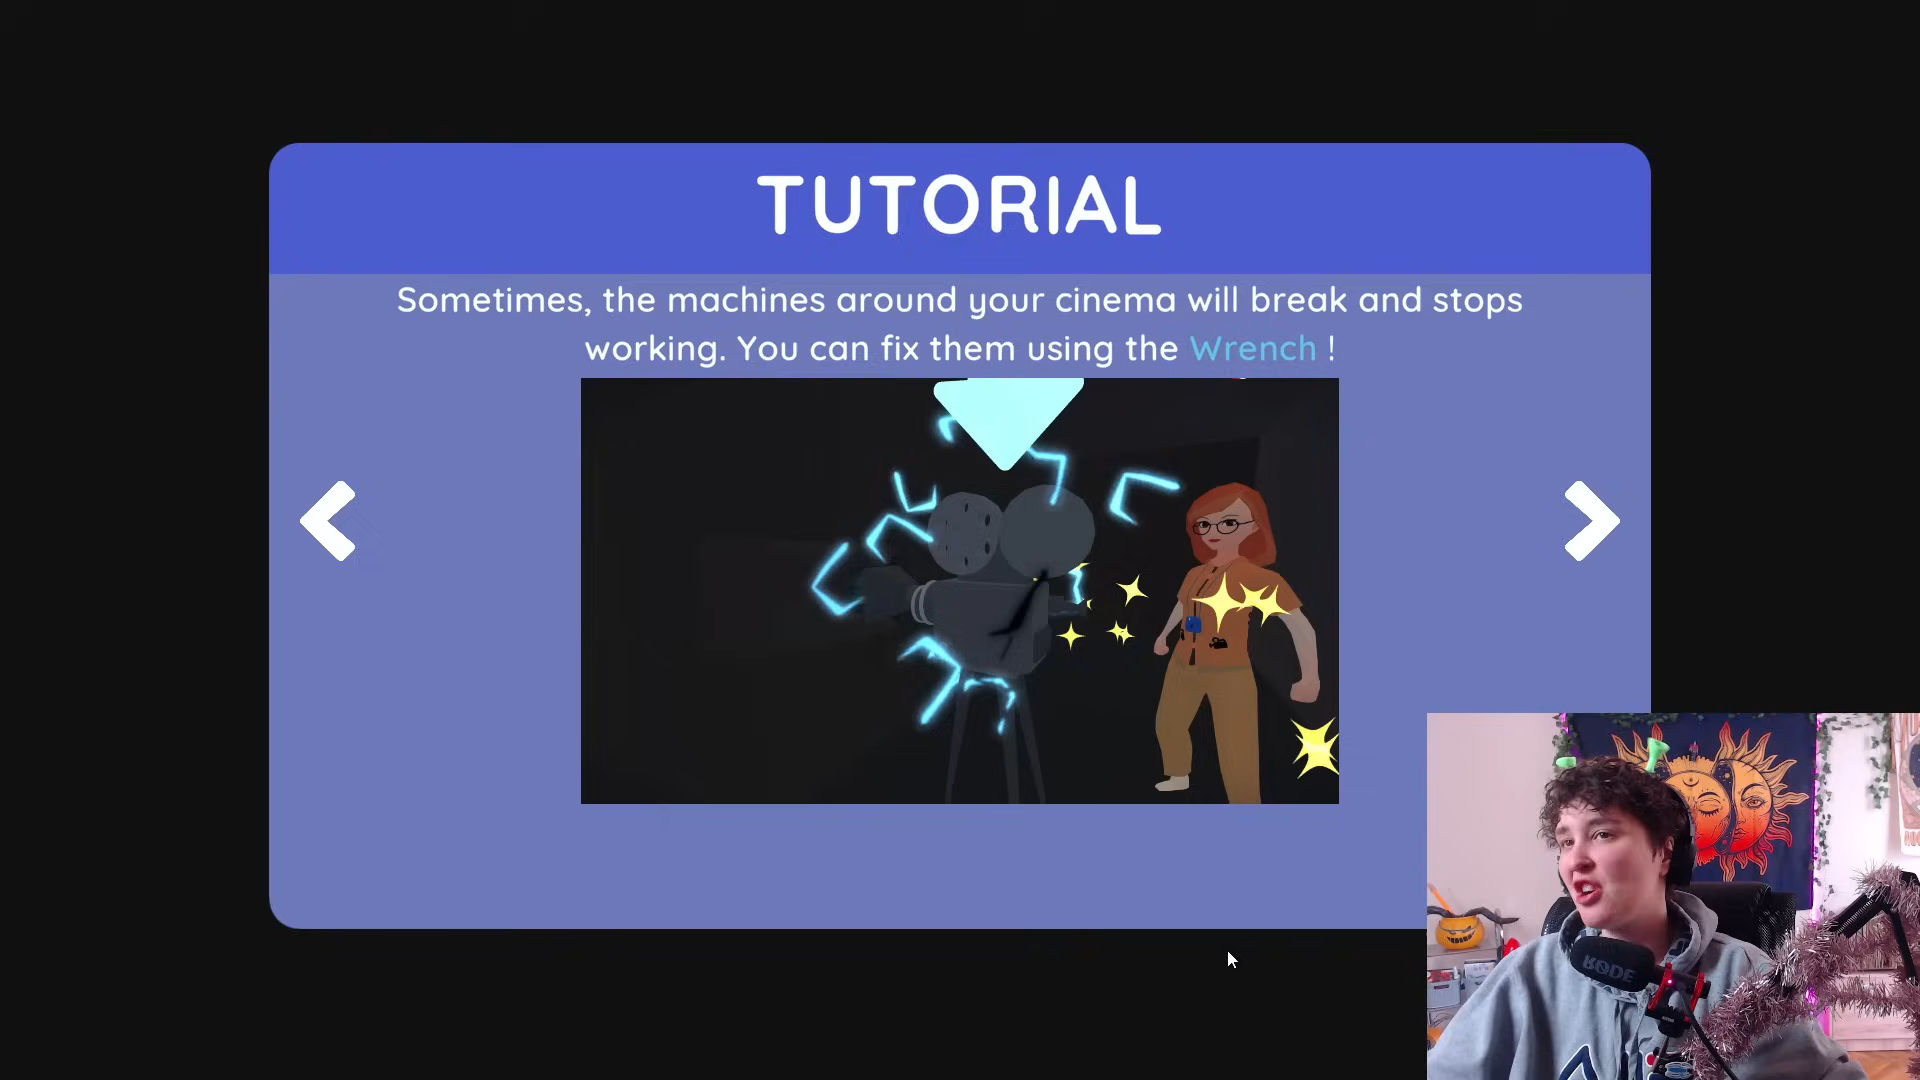 TUTORIAL
Sometimes, the machines around your cinema will break and stops
working. You can fix them using the Wrench !
RODE